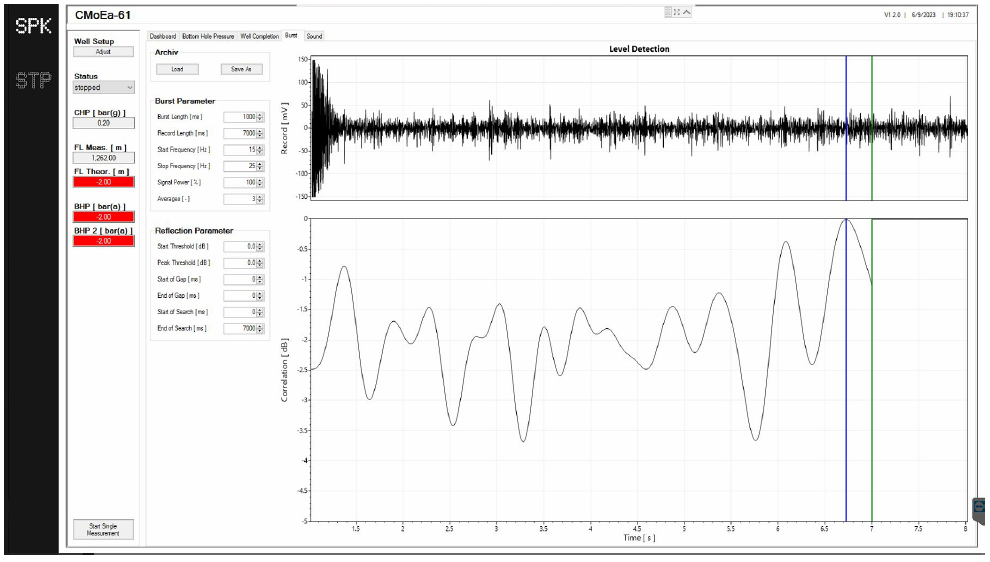 SPK
STP
CMoEa-61
V1.2.0 | 6/9/2023 | 19:10:37
Well Setup
Adjust
Status
stopped
CHP [ bar(g) ]
0.20
FL Meas. [ m ]
1,262.00
FL Theor. [ m ]
-2.00
BHP [ bar(a) ]
-2.00
BHP 2 [ bar(a) ]
-2.00
Start Single
Measurement
Dashboard Bottom Hole Pressure Well Completion Burst Sound
Archiv
Load Save As
Burst Parameter
Burst Length [ ms ] 1000
Record Length [ ms ] 7000
Start Frequency [ Hz ] 15
Stop Frequency [ Hz ] 25
Signal Power [ % ] 100
Averages [ - ] 3
Reflection Parameter
Start Threshold [ dB ] 0.0
Peak Threshold [ dB ] 0.0
Start of Gap [ ms ] 0
End of Gap [ ms ] 0
Start of Search [ ms ] 0
End of Search [ ms ] 7000
Level Detection
Record [ mV ]
150
100
50
0
-50
-100
-150
Correlation [ dB ]
0
-0.5
-1
-1.5
-2
-2.5
-3
-3.5
-4
-4.5
-5
1.5 2 2.5 3 3.5 4 4.5 5 5.5 6 6.5 7 7.5 8
Time [ s ]